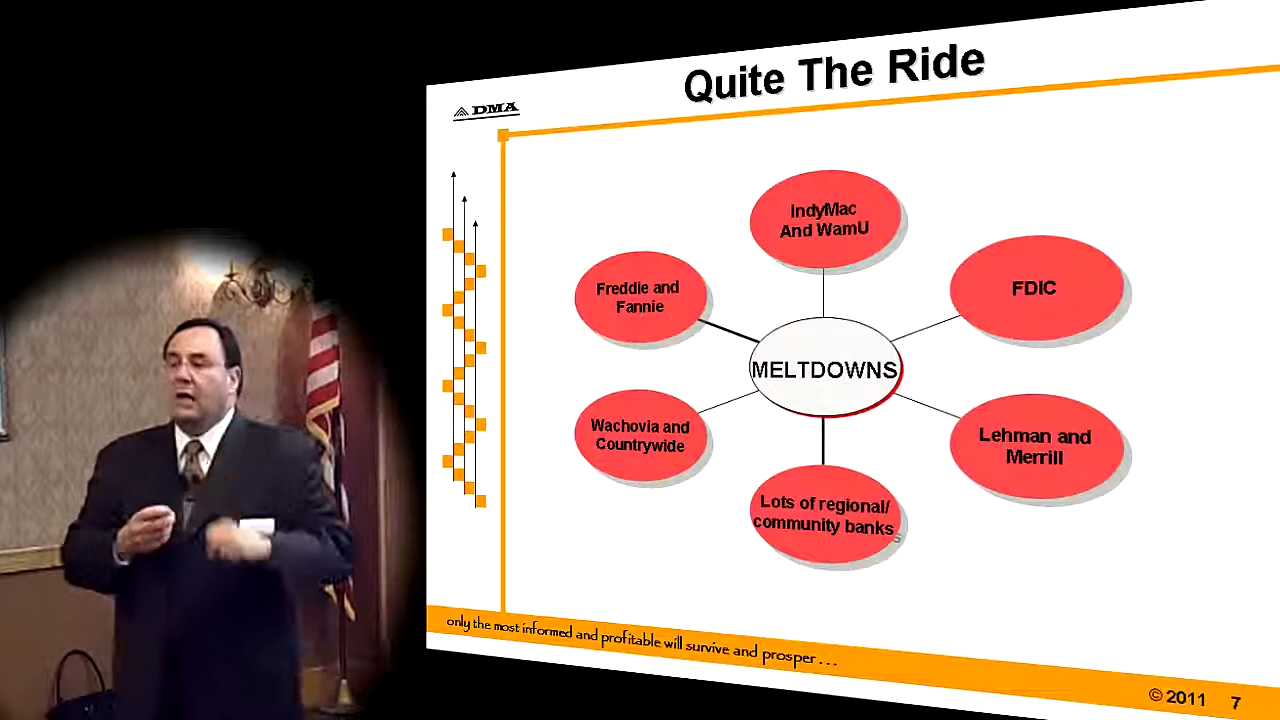 Quite The Ride
DMA
IndyMac
And WamU
Freddie and
Fannie
FDIC
MELTDOWNS
Wachovia and
Countrywide
Lehman and
Merrill
Lots of regional/
community banks
only the most informed and profitable will survive and prosper . . .
© 2011 7